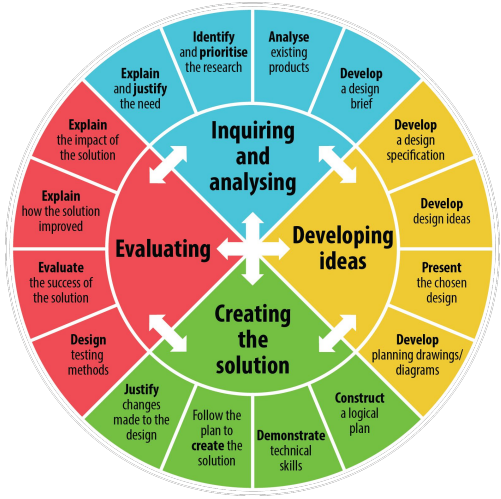 Inquiring
and
analysing
Explain
and justify
the need
Identify
and prioritise
the research
Analyse
existing
products
Develop
a design
brief
Developing
ideas
Develop
a design
specification
Develop
design ideas
Present
the chosen
design
Develop
planning drawings/
diagrams
Creating
the
solution
Construct
a logical
plan
Demonstrate
technical
skills
Follow the
plan to
create the
solution
Justify
changes
made to the
design
Evaluating
Design
testing
methods
Evaluate
the success of
the solution
Explain
how the solution
improved
Explain
the impact of
the solution